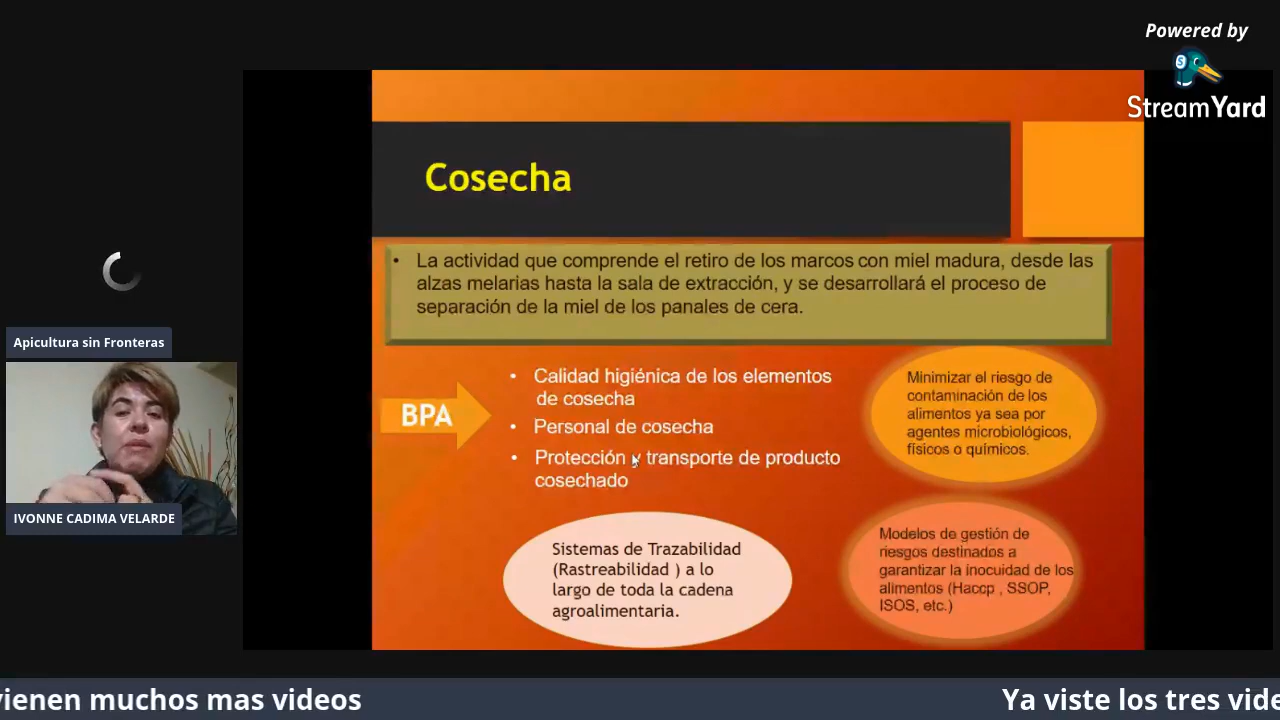 Powered by
StreamYard
Cosecha
• La actividad que comprende el retiro de los marcos con miel madura, desde las
alzas melarias hasta la sala de extracción, y se desarrollará el proceso de
separación de la miel de los panales de cera.
Apicultura sin Fronteras
IVONNE CADIMA VELARDE
BPA
• Calidad higiénica de los elementos
de cosecha
• Personal de cosecha
• Protección y transporte de producto
cosechado
Minimizar el riesgo de
contaminación de los
alimentos ya sea por
agentes microbiológicos,
físicos o químicos.
Sistemas de Trazabilidad
(Rastreabilidad ) a lo
largo de toda la cadena
agroalimentaria.
Modelos de gestión de
riesgos destinados a
garantizar la inocuidad de los
alimentos (Haccp , SSOP,
ISOS, etc.)
vienen muchos mas videos
Ya viste los tres vide